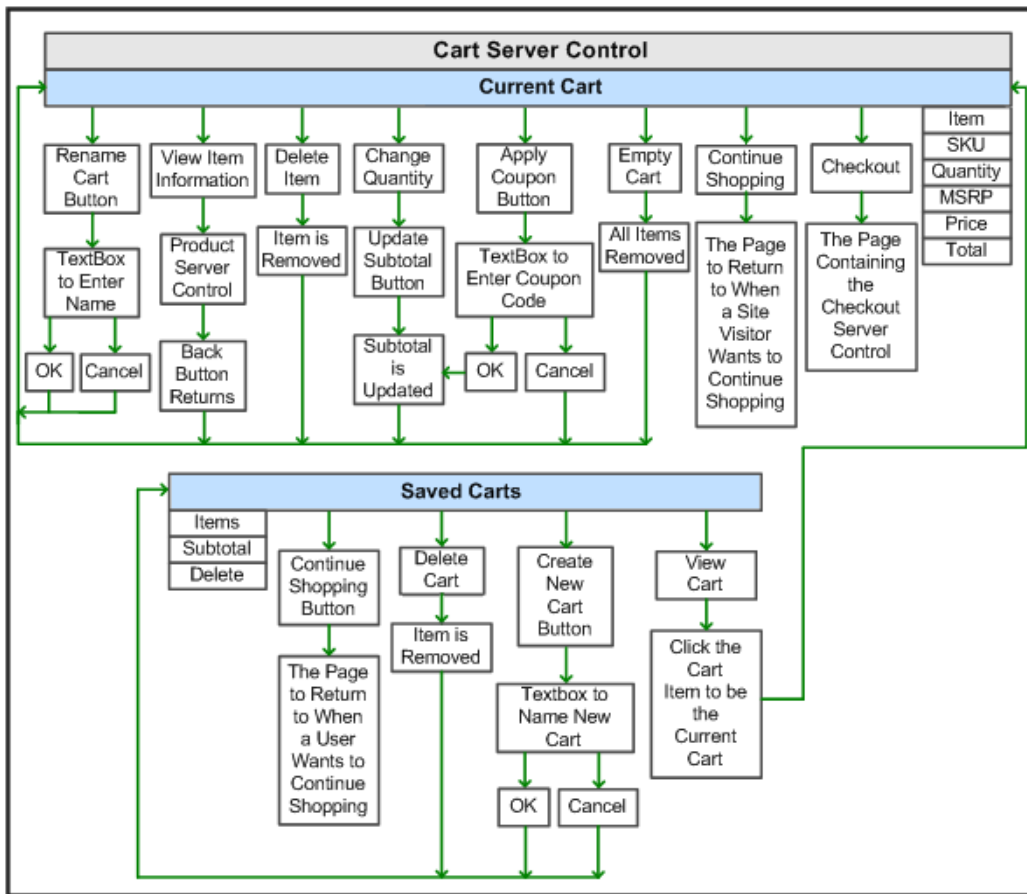 Cart Server Control
Current Cart
Rename
Cart
Button
View Item
Information
Delete
Item
Change
Quantity
Apply
Coupon
Button
Empty
Cart
Continue
Shopping
Checkout
Item
SKU
Quantity
MSRP
Price
Total
TextBox
to Enter
Name
Product
Server
Control
Item is
Removed
Update
Subtotal
Button
TextBox to
Enter Coupon
Code
All Items
Removed
The Page
to Return
to When
a Site
Visitor
Wants to
Continue
Shopping
The Page
Containing
the
Checkout
Server
Control
OK
Cancel
Back
Button
Returns
Subtotal
is
Updated
OK
Cancel
Saved Carts
Items
Subtotal
Delete
Continue
Shopping
Button
Delete
Cart
Create
New
Cart
Button
View
Cart
The Page
to Return
to When
a User
Wants to
Continue
Shopping
Item is
Removed
Textbox to
Name New
Cart
Click the
Cart
Item to be
the
Current
Cart
OK
Cancel